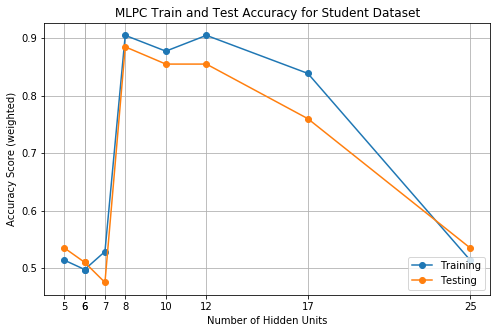 MLPC Train and Test Accuracy for Student Dataset
Accuracy Score (weighted)
0.9
0.8
0.7
0.6
0.5
5 6 7 8 10 12 17 25
Number of Hidden Units
Training
Testing